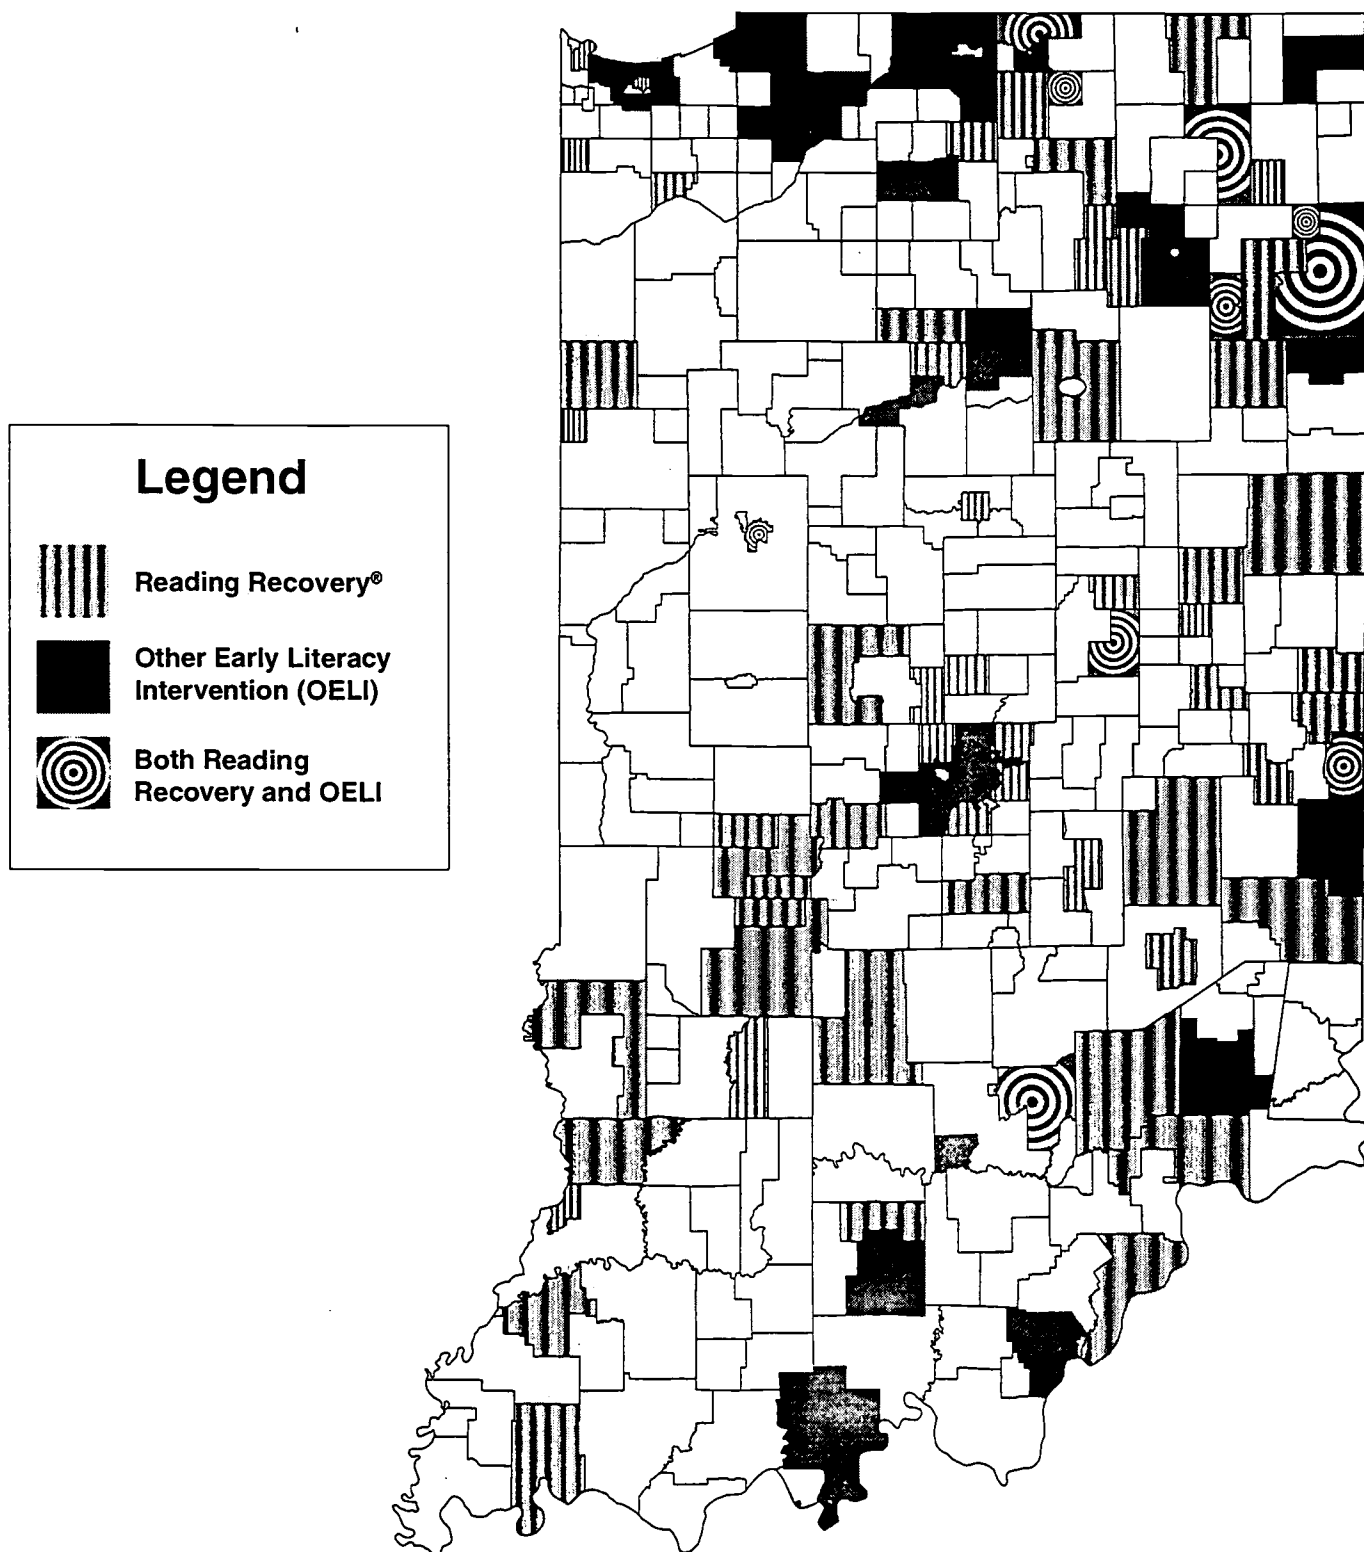 Legend
Reading Recovery®
Other Early Literacy
Intervention (OELI)
Both Reading
Recovery and OELI